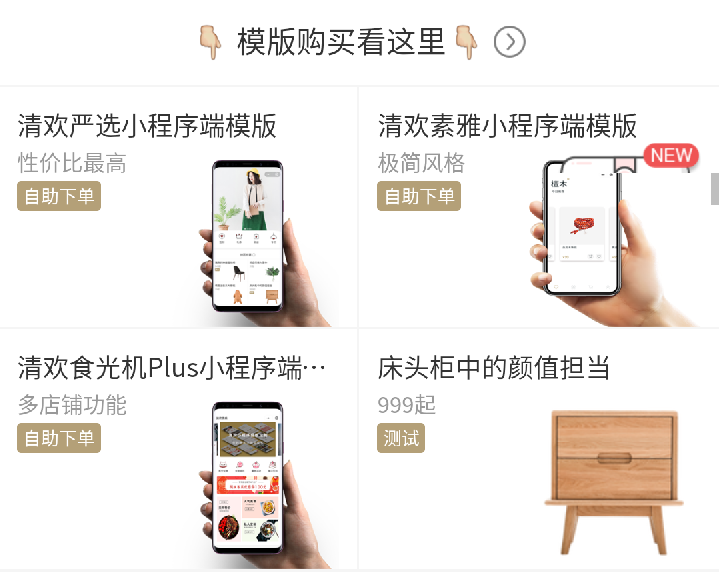 👇🏻 模版购买看这里 👇🏻
清欢严选小程序端模版
性价比最高
自助下单
清欢素雅小程序端模版
极简风格
自助下单
NEW
檀木
清欢食光机Plus小程序端…
多店铺功能
自助下单
床头柜中的颜值担当
999起
测试